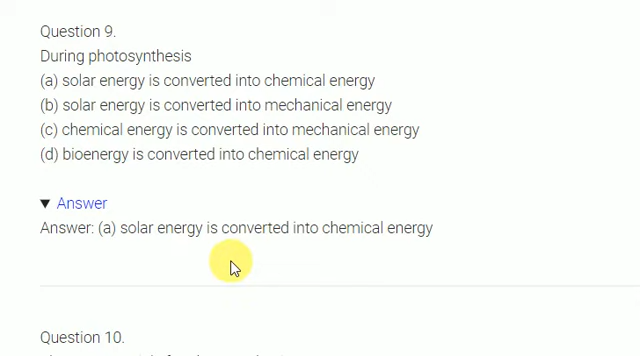 Question 9.
During photosynthesis
(a) solar energy is converted into chemical energy
(b) solar energy is converted into mechanical energy
(c) chemical energy is converted into mechanical energy
(d) bioenergy is converted into chemical energy
Answer
Answer: (a) solar energy is converted into chemical energy
Question 10.